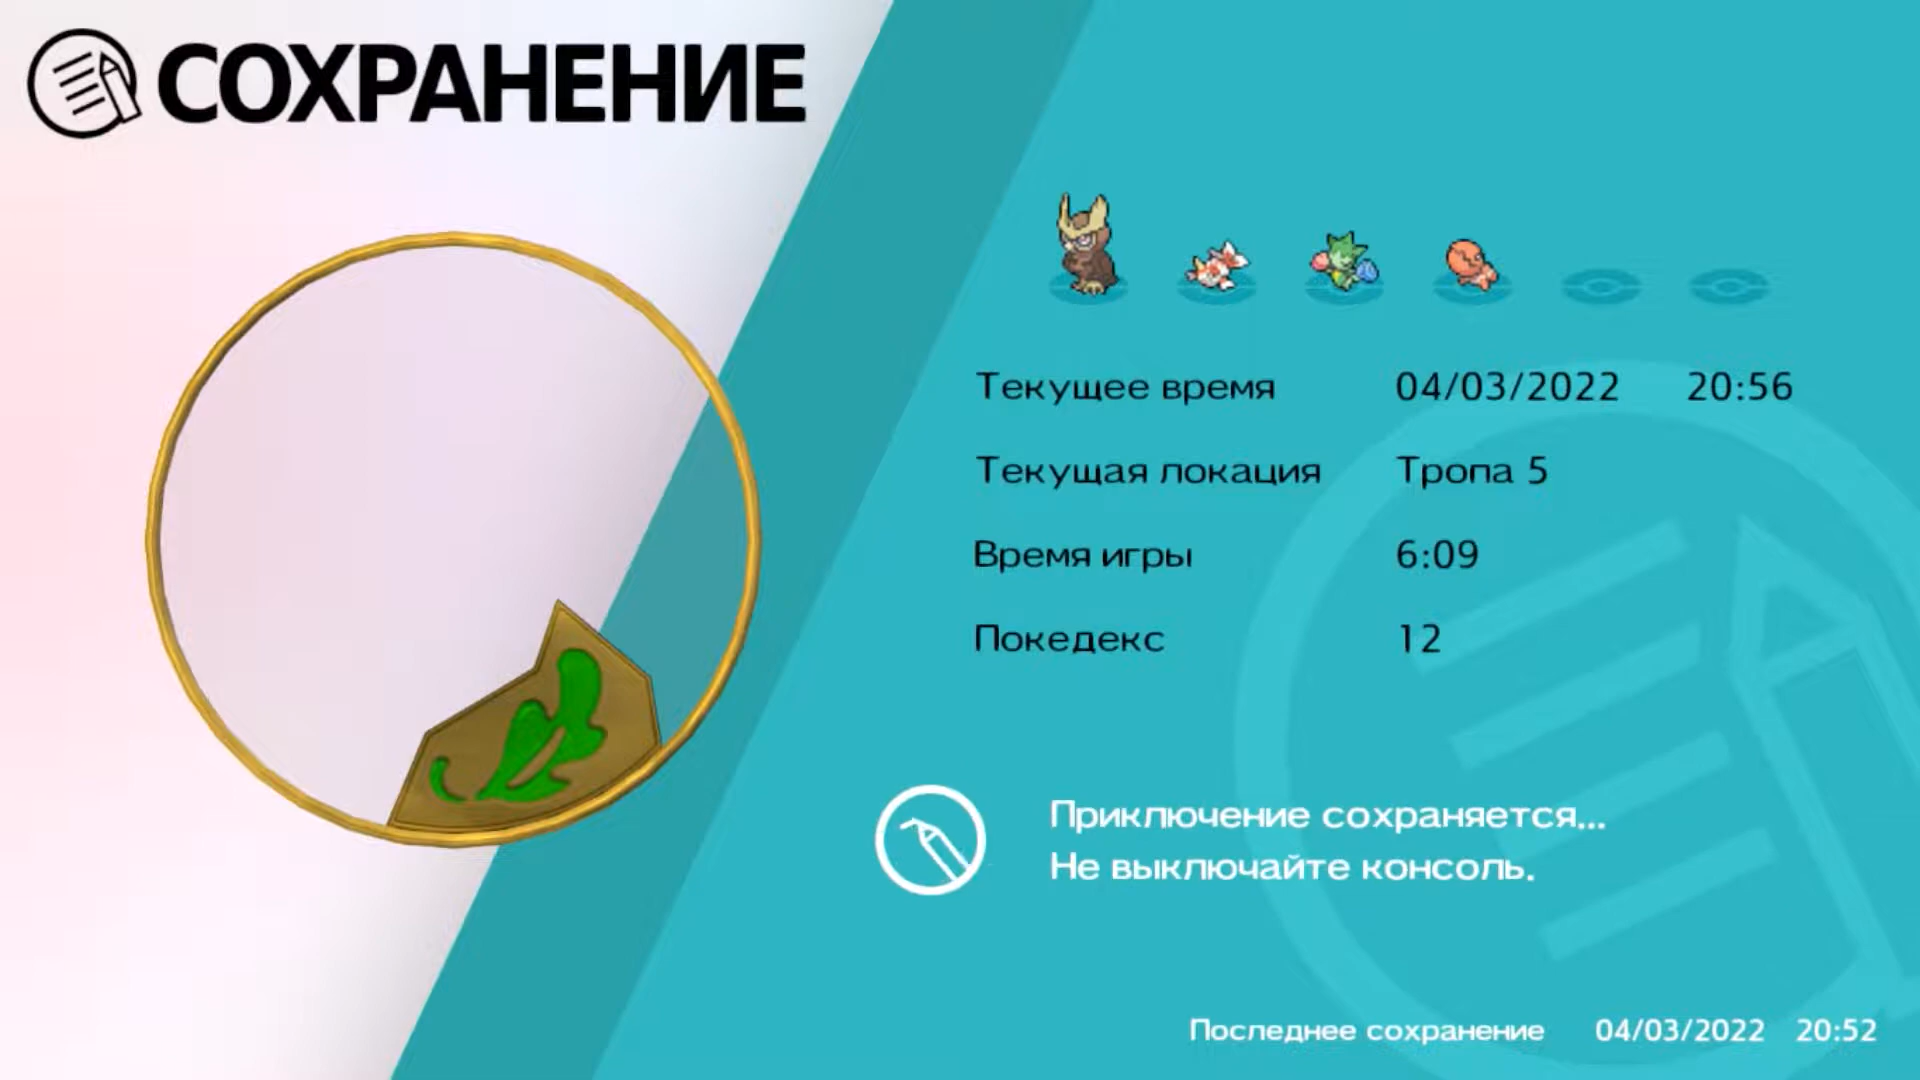 СОХРАНЕНИЕ
Текущее время 04/03/2022 20:56
Текущая локация Тропа 5
Время игры 6:09
Покедекс 12
Приключение сохраняется...
Не выключайте консоль.
Последнее сохранение 04/03/2022 20:52